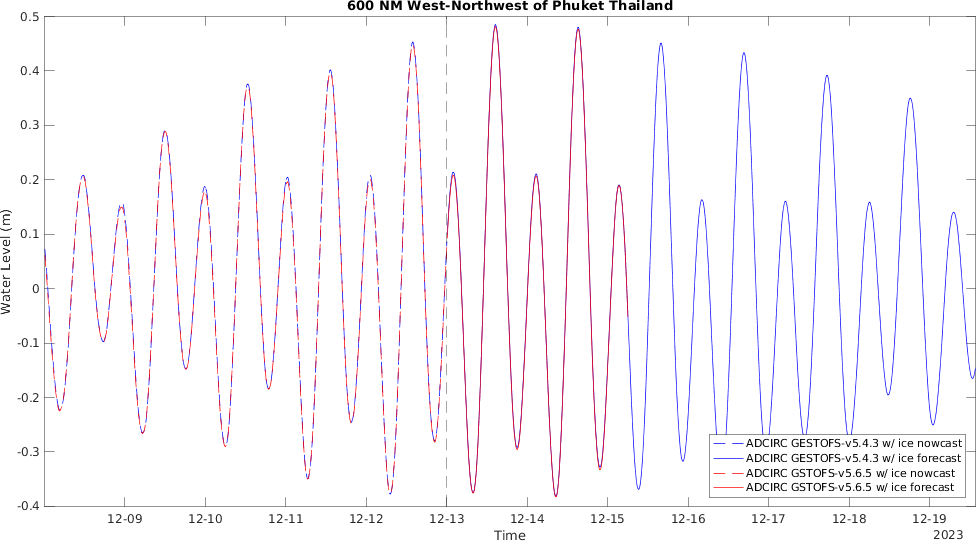 600 NM West-Northwest of Phuket Thailand
0.5
0.4
0.3
0.2
0.1
0
-0.1
-0.2
-0.3
-0.4
Water Level (m)
ADCIRC GESTOFS-v5.4.3 w/ ice nowcast
ADCIRC GESTOFS-v5.4.3 w/ ice forecast
ADCIRC GSTOFS-v5.6.5 w/ ice nowcast
ADCIRC GSTOFS-v5.6.5 w/ ice forecast
12-09 12-10 12-11 12-12 12-13 12-14 12-15 12-16 12-17 12-18 12-19
Time
2023